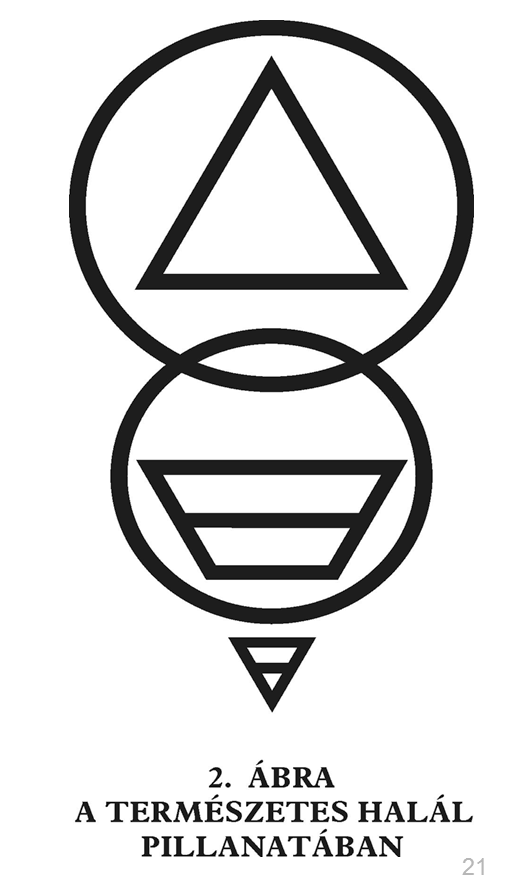 2. ÁBRA
A TERMÉSZETES HALÁL
PILLANATÁBAN
21